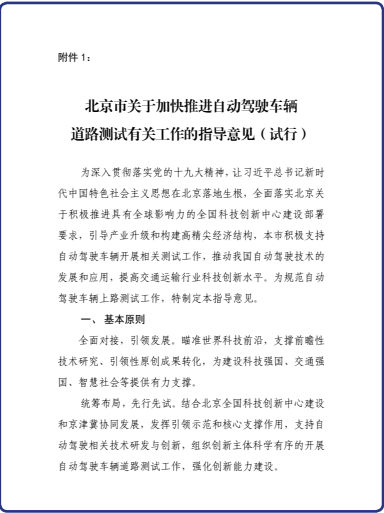 附件 1：
北京市关于加快推进自动驾驶车辆
道路测试有关工作的指导意见（试行）
为深入贯彻落实党的十九大精神，让习近平总书记新时
代中国特色社会主义思想在北京落地生根，全面落实北京关
于积极推进具有全球影响力的全国科技创新中心建设部署
要求，引导产业升级和构建高精尖经济结构，本市积极支持
自动驾驶车辆开展相关测试工作，推动我国自动驾驶技术的
发展和应用，提高交通运输行业科技创新水平。为规范自动
驾驶车辆上路测试工作，特制定本指导意见。
一、 基本原则
全面对接，引领发展。瞄准世界科技前沿，支撑前瞻性
技术研究、引领性原创成果转化，为建设科技强国、交通强
国、智慧社会等提供有力支撑。
统筹布局，先行先试。结合北京全国科技创新中心建设
和京津冀协同发展，发挥引领示范和核心支撑作用，支持自
动驾驶相关技术研发与创新，组织创新主体科学有序的开展
自动驾驶车辆道路测试工作，强化创新能力建设。